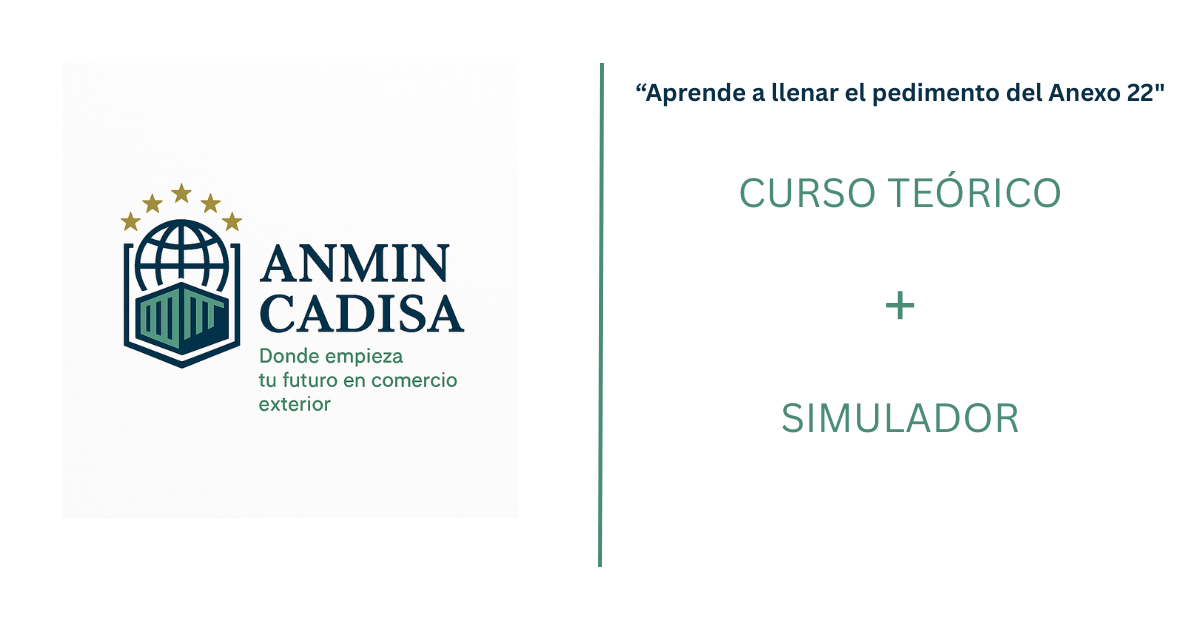 ANMIN
CADISA
Donde empieza
tu futuro en comercio
exterior
“Aprende a llenar el pedimento del Anexo 22"
CURSO TEÓRICO
+
SIMULADOR